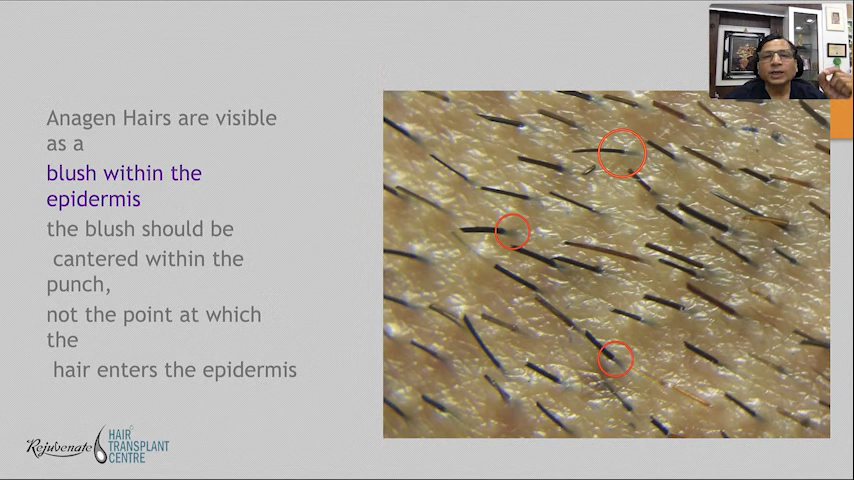 Anagen Hairs are visible
as a
blush within the
epidermis
the blush should be
cantered within the
punch,
not the point at which
the
hair enters the epidermis
Rejuvenate
HAIR
TRANSPLANT
CENTRE